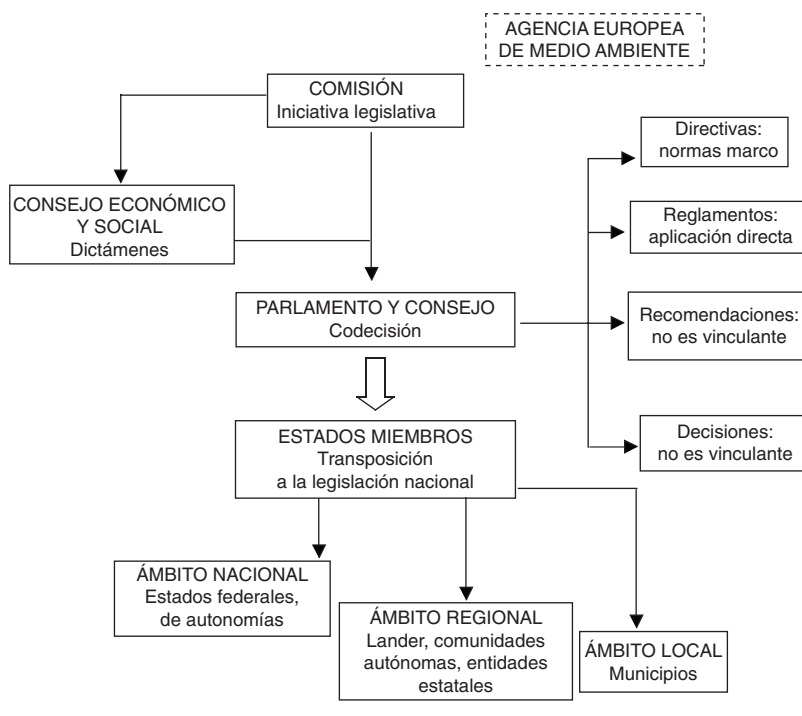 AGENCIA EUROPEA
DE MEDIO AMBIENTE
COMISIÓN
Iniciativa legislativa
Directivas:
normas marco
CONSEJO ECONÓMICO
Y SOCIAL
Dictámenes
Reglamentos:
aplicación directa
PARLAMENTO Y CONSEJO
Codecisión
Recomendaciones:
no es vinculante
ESTADOS MIEMBROS
Transposición
a la legislación nacional
Decisiones:
no es vinculante
ÁMBITO NACIONAL
Estados federales,
de autonomías
ÁMBITO REGIONAL
Lander, comunidades
autónomas, entidades
estatales
ÁMBITO LOCAL
Municipios